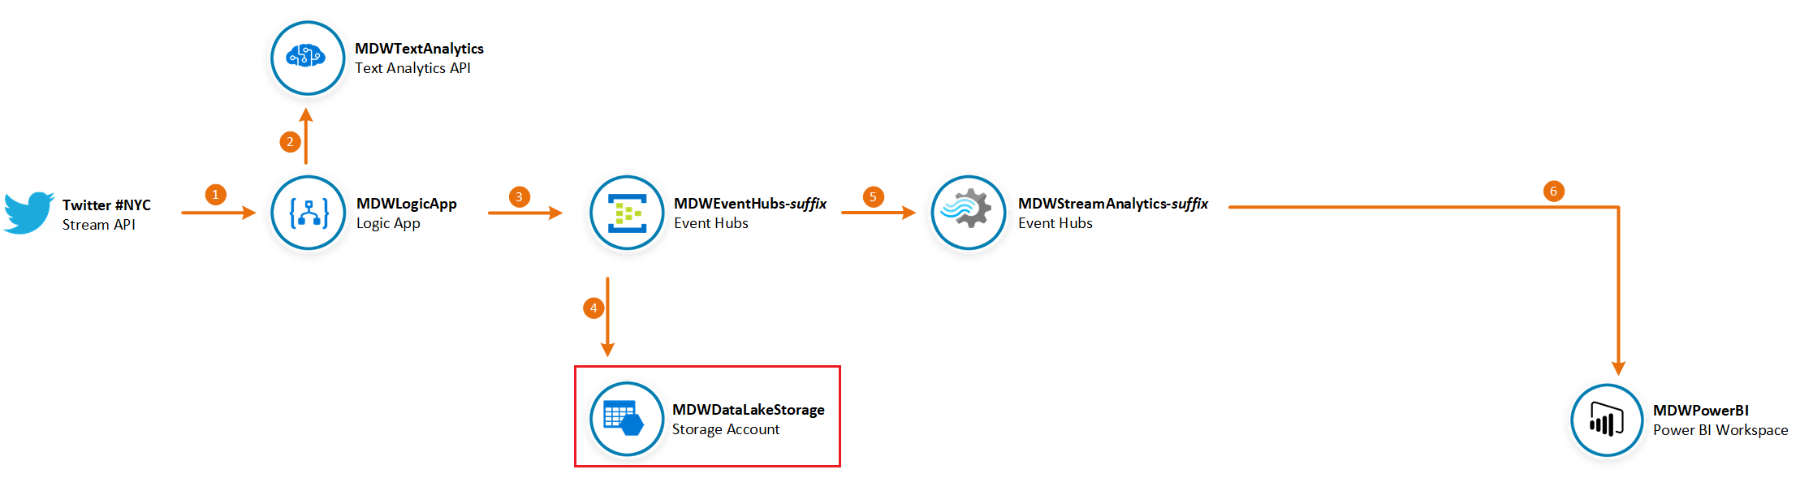 MDWTextAnalytics
Text Analytics API
2
Twitter #NYC
Stream API
1
MDWLogicApp
Logic App
3
MDWEventHubs-suffix
Event Hubs
5
MDWStreamAnalytics-suffix
Event Hubs
6
4
MDWDataLakeStorage
Storage Account
MDWPowerBI
Power BI Workspace